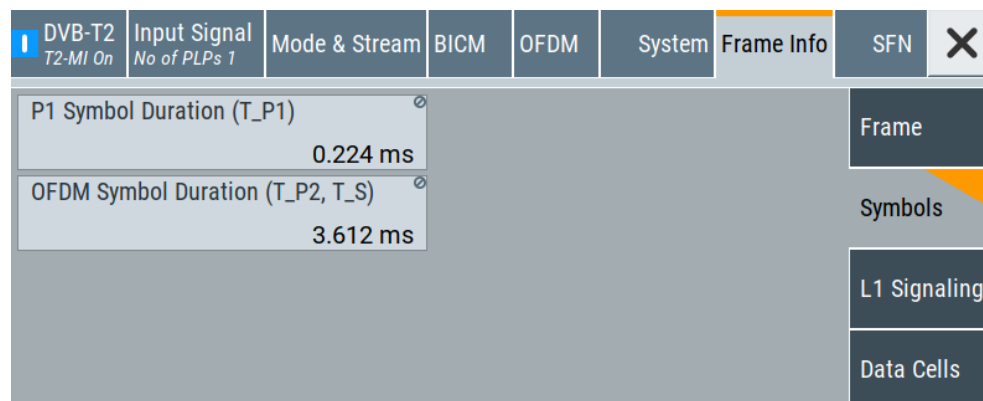 DVB-T2
T2-MI On
Input Signal
No of PLPs 1
Mode & Stream
BICM
OFDM
System
Frame Info
SFN
P1 Symbol Duration (T_P1)
0.224 ms
OFDM Symbol Duration (T_P2, T_S)
3.612 ms
Frame
Symbols
L1 Signaling
Data Cells